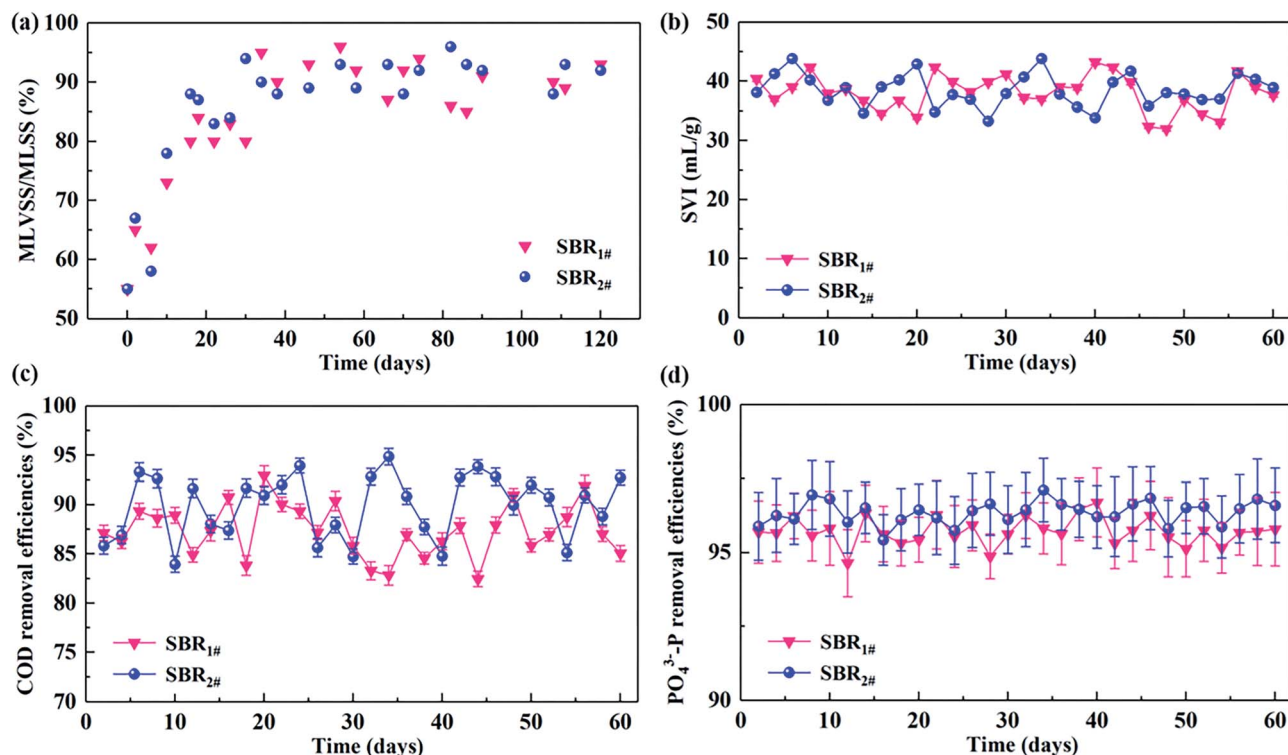 (a)
100
90
80
70
60
50
MLVSS/MLSS (%)
SBR1#
SBR2#
0 20 40 60 80 100 120
Time (days)
(b)
50
40
30
20
10
0
SVI (mL/g)
SBR1#
SBR2#
0 10 20 30 40 50 60
Time (days)
(c)
100
95
90
85
80
75
70
COD removal efficiencies (%)
SBR1#
SBR2#
0 10 20 30 40 50 60
Time (days)
(d)
100
95
90
PO43--P removal efficiencies (%)
SBR1#
SBR2#
0 10 20 30 40 50 60
Time (days)